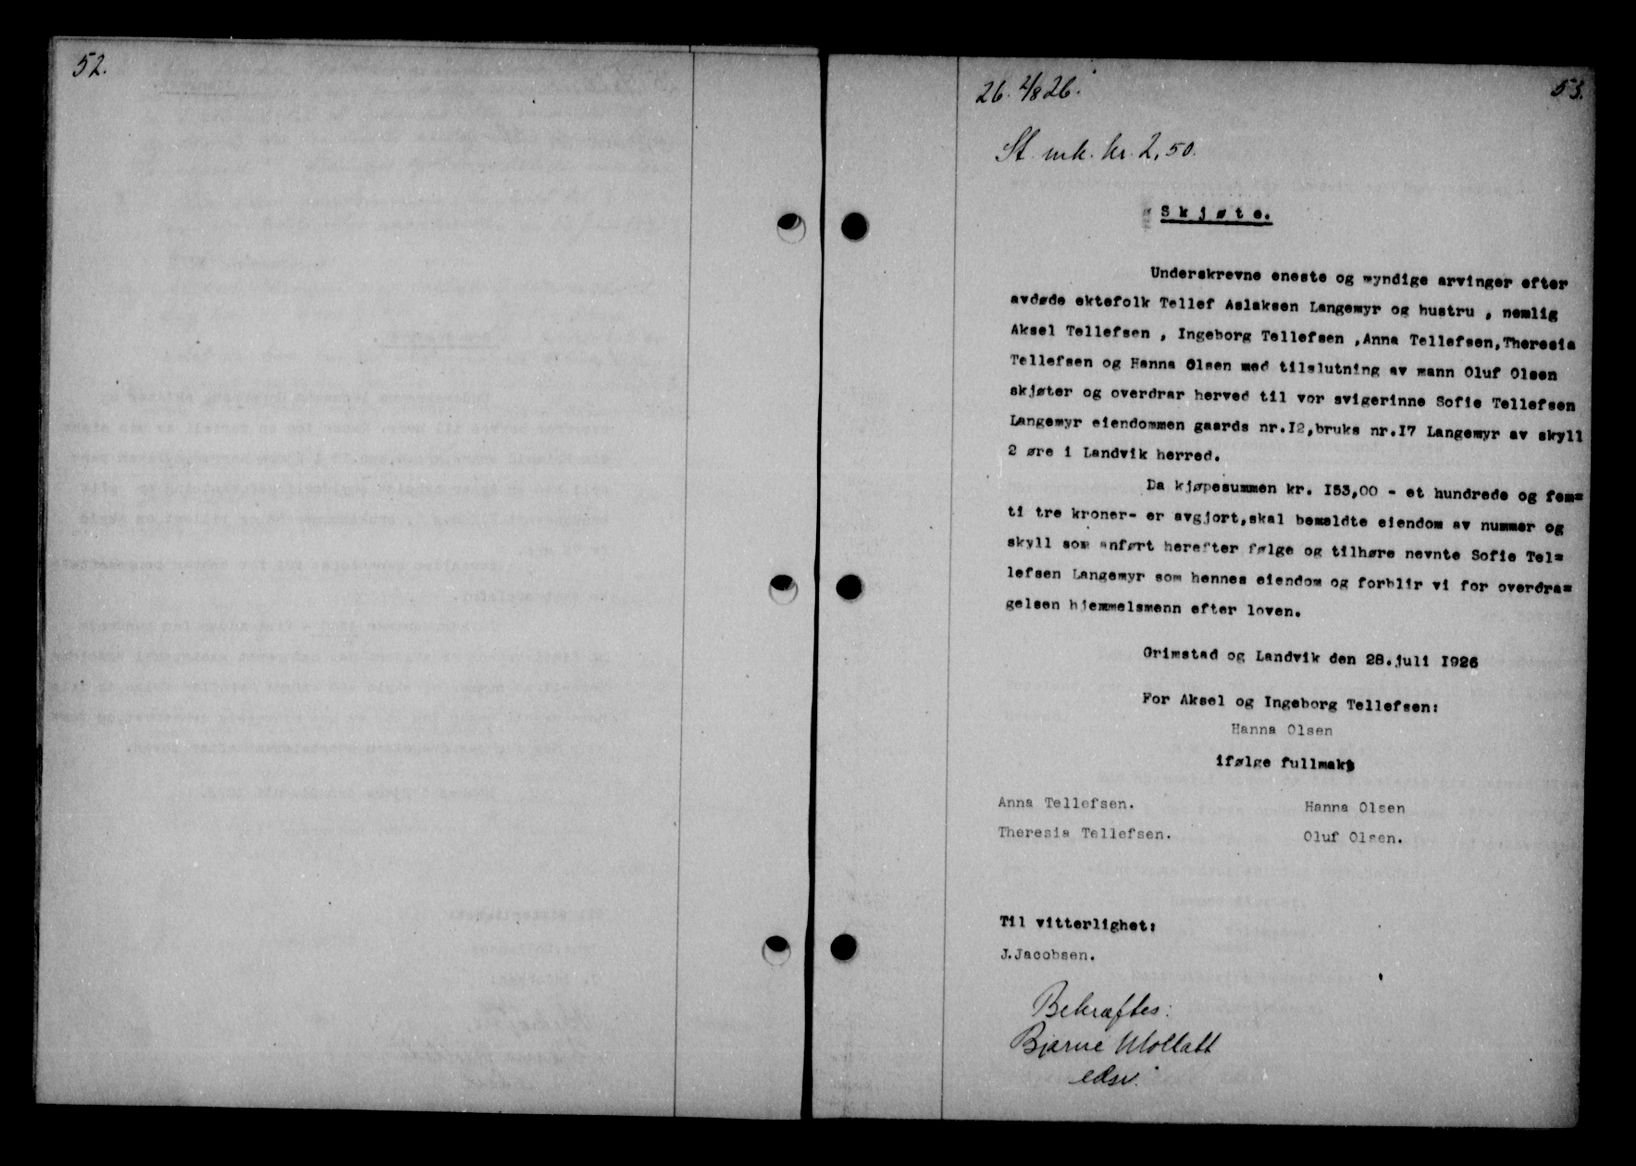 52.
26. 2/8 26.
53.
St. mk. kr. 2,50.
Skjøte.
Underskrevne eneste og myndige arvinger efter
avdøde ektefolk Tellef Aslaksen Langemyr og hustru , nemlig
Aksel Tellefsen , Ingeborg Tellefsen ,Anna Tellefsen,Theresia
Tellefsen og Hanna Olsen med tilslutning av mann Oluf Olsen
skjøter og overdrar herved til vor svigerinne Sofie Tellefsen
Langemyr eiendommen gaards nr.I2,bruks nr.I7 Langemyr av skyll
2 øre i Landvik herred.
Da kjøpesummen kr. I53,00 - et hundrede og fem=
ti tre kroner- er avgjort,skal bemeldte eiendom av nummer og
skyll som anført herefter følge og tilhøre nevnte Sofie Tel=
lefsen Langemyr som hennes eiendom og forblir vi for overdra=
gelsen hjemmelsmenn efter loven.
Grimstad og Landvik den 28.juli I926
For Aksel og Ingeborg Tellefsen:
Hanna Olsen
ifølge fullmakt
Anna Tellefsen.
Hanna Olsen
Theresia Tellefsen.
Oluf Olsen.
Til vitterlighet:
J.Jacobsen.
Bekræftes:
Bjarne Mollatt
edsv.